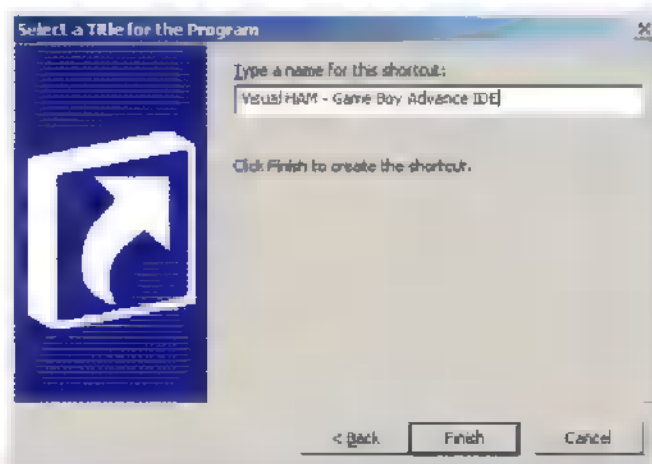 Select a Title for the Program
Type a name for this shortcut:
Visual HAM - Game Boy Advance IDE
Click Finish to create the shortcut.
< Back
Finish
Cancel